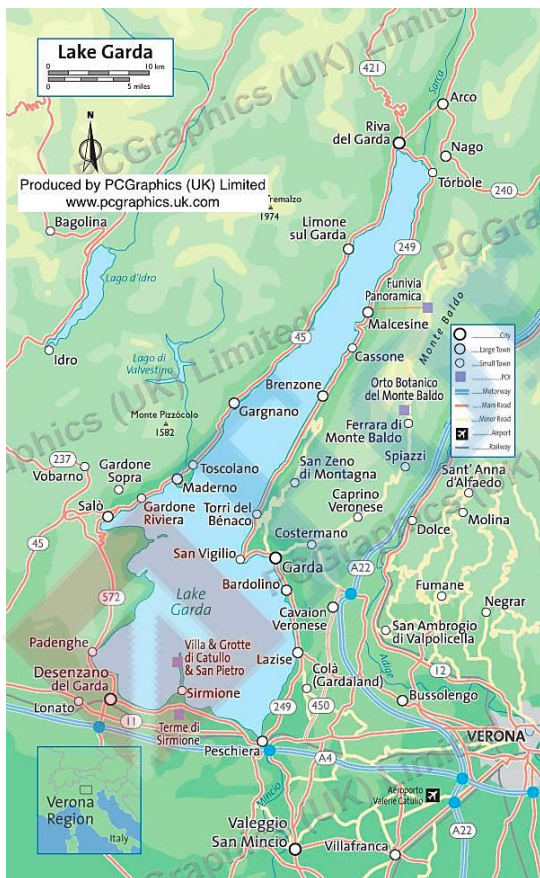 Lake Garda
0 10 km
0 5 miles
N
Produced by PCGraphics (UK) Limited
www.pcgraphics.uk.com
PCGraphics (UK) Limited
421
Sarca
Arco
Riva
del Garda
Nago
Tórbole
240
Tremalzo
1974
Bagolina
Limone
sul Garda
249
Lago d'Idro
Funivia
Panoramica
Malcesine
Monte Baldo
City
Large Town
Small Town
POI
Motorway
Main Road
Minor Road
Airport
Railway
45
Cassone
Idro
Lago di
Valvestino
Brenzone
Orto Botanico
del Monte Baldo
Gargnano
Monte Pizzócolo
1582
Ferrara di
Monte Baldo
237
Vobarno
Gardone
Sopra
Toscolano
Maderno
San Zeno
di Montagna
Spiazzi
Sant' Anna
d'Alfaedo
Salò
Gardone
Riviera
Torri del
Bénaco
Caprino
Veronese
Dolce
Molina
45
San Vigilio
Costermano
Garda
A22
572
Lake
Garda
Bardolino
Cavaion
Veronese
Fumane
Negrar
San Ambrogio
di Valpolicella
Padenghe
Villa & Grotte
di Catullo
& San Pietro
Lazise
Colà
(Gardaland)
Adige
12
Desenzano
del Garda
Sirmione
Bussolengo
Lonato
11
Terme di
Sirmione
249
450
VERONA
Peschiera
A4
Mincio
Aeroporto
Valerie Catulio
Verona
Region
Italy
A22
Valeggio
San Mincio
Villafranca